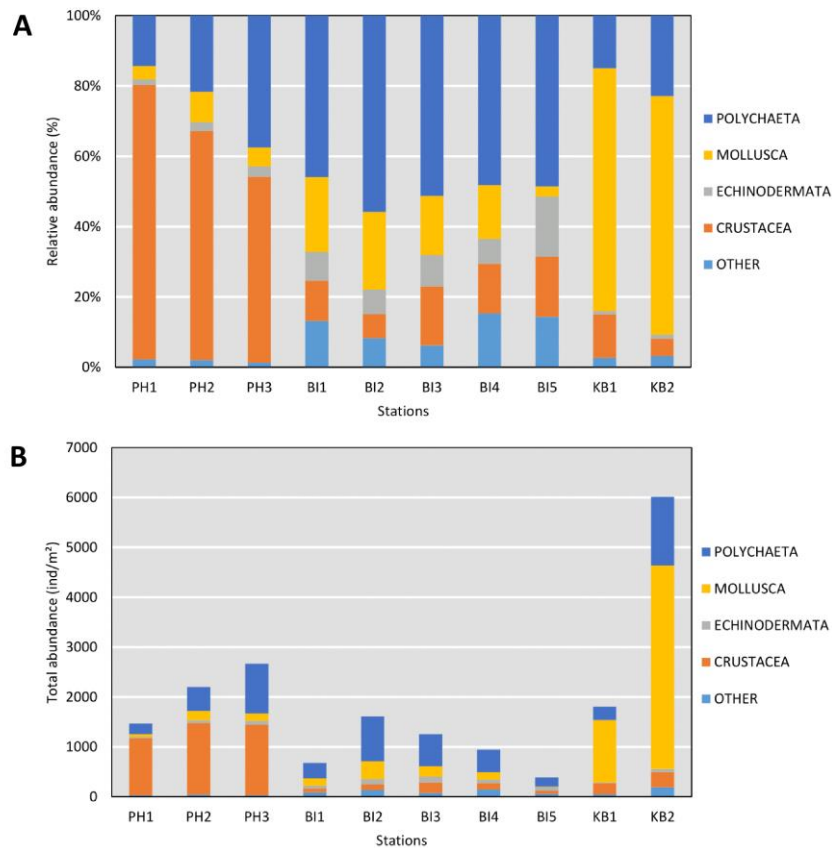 A
100%
80%
60%
40%
20%
0%
Relative abundance (%)
PH1 PH2 PH3 BI1 BI2 BI3 BI4 BI5 KB1 KB2
Stations
POLYCHAETA
MOLLUSCA
ECHINODERMATA
CRUSTACEA
OTHER
B
7000
6000
5000
4000
3000
2000
1000
0
Total abundance (ind/m²)
PH1 PH2 PH3 BI1 BI2 BI3 BI4 BI5 KB1 KB2
Stations
POLYCHAETA
MOLLUSCA
ECHINODERMATA
CRUSTACEA
OTHER